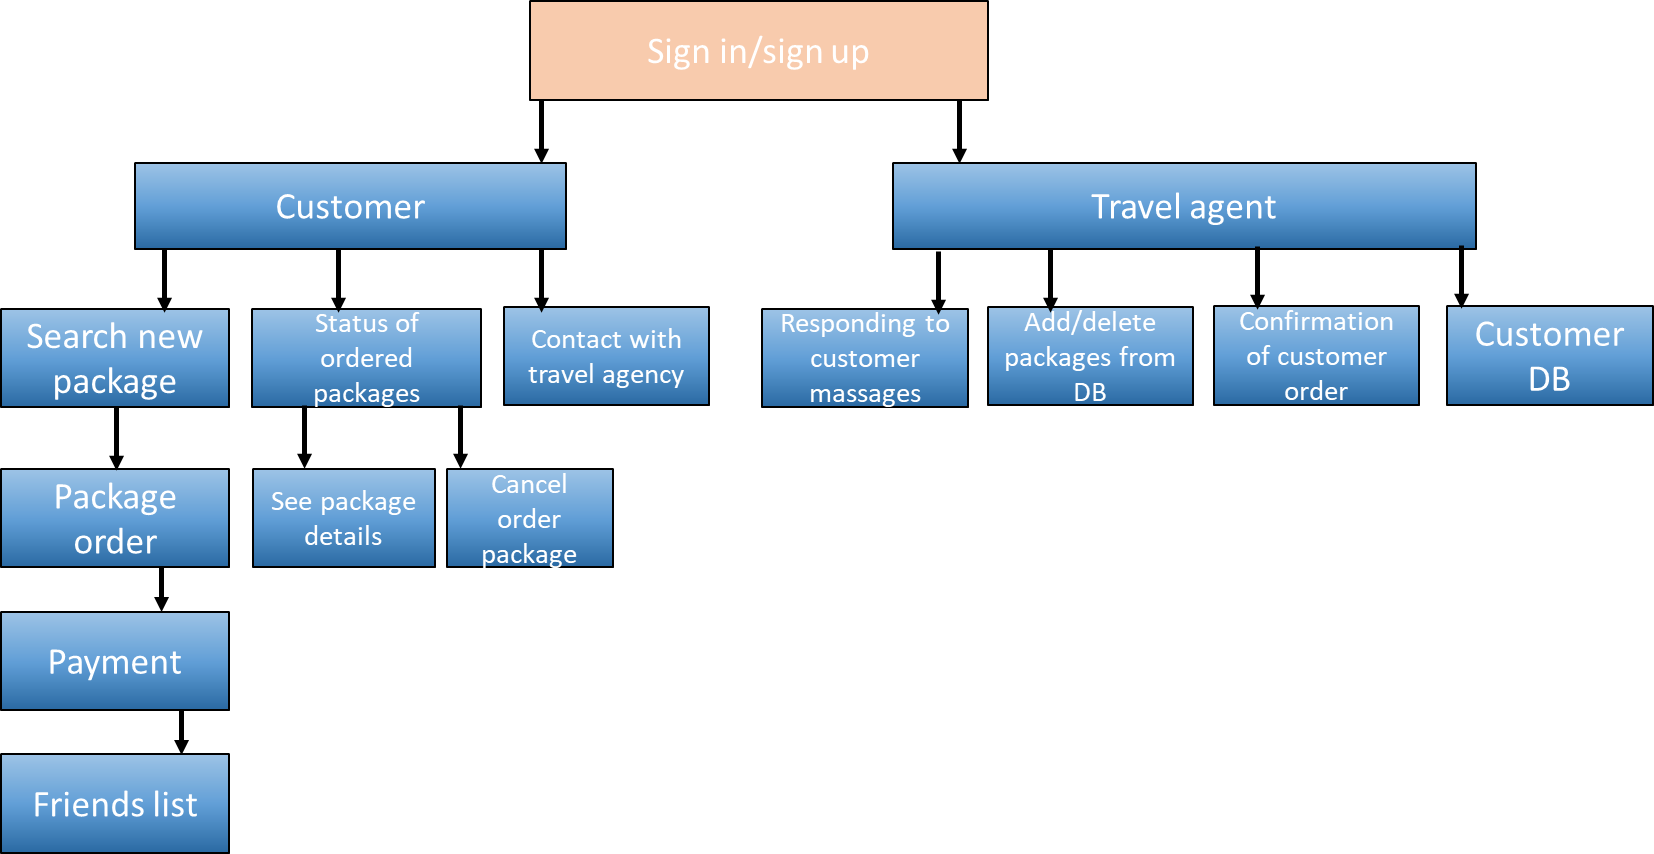 Sign in/sign up
Customer
Travel agent
Search new
package
Status of
ordered
packages
Contact with
travel agency
Responding to
customer
massages
Add/delete
packages from
DB
Confirmation
of customer
order
Customer
DB
Package
order
See package
details
Cancel
order
package
Payment
Friends list